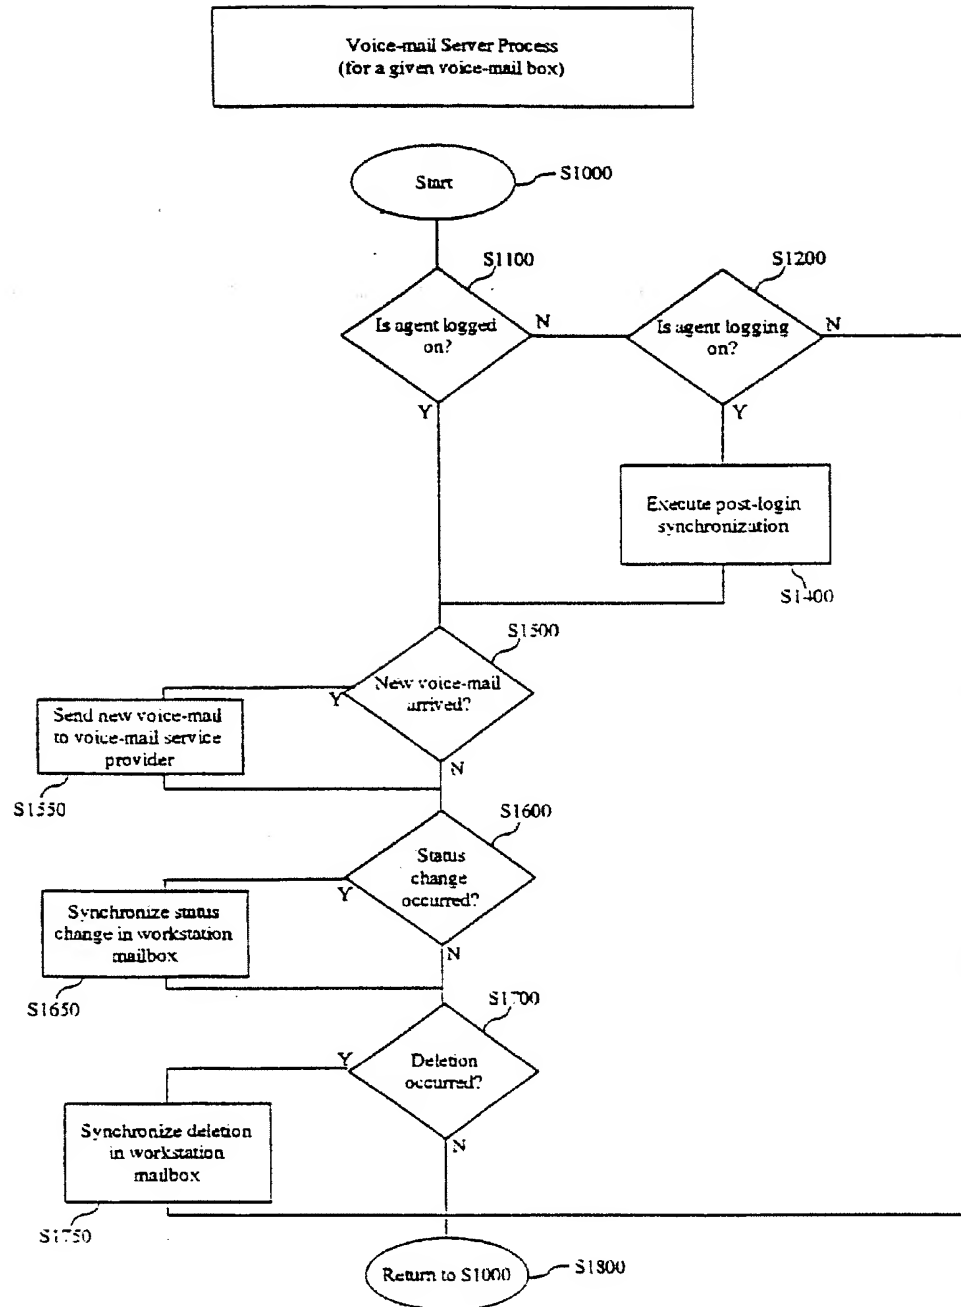 Voice-mail Server Process
(for a given voice-mail box)
Start
S1000
S1100
S1200
Is agent logged
on?
N
Is agent logging
on?
N
Y
Y
Execute post-login
synchronization
S1400
S1500
New voice-mail
arrived?
Y
Send new voice-mail
to voice-mail service
provider
N
S1550
S1600
Status
change
occurred?
Y
Synchronize status
change in workstation
mailbox
N
S1650
S1700
Y
Deletion
occurred?
Synchronize deletion
in workstation
mailbox
N
S1750
Return to S1000
S1800